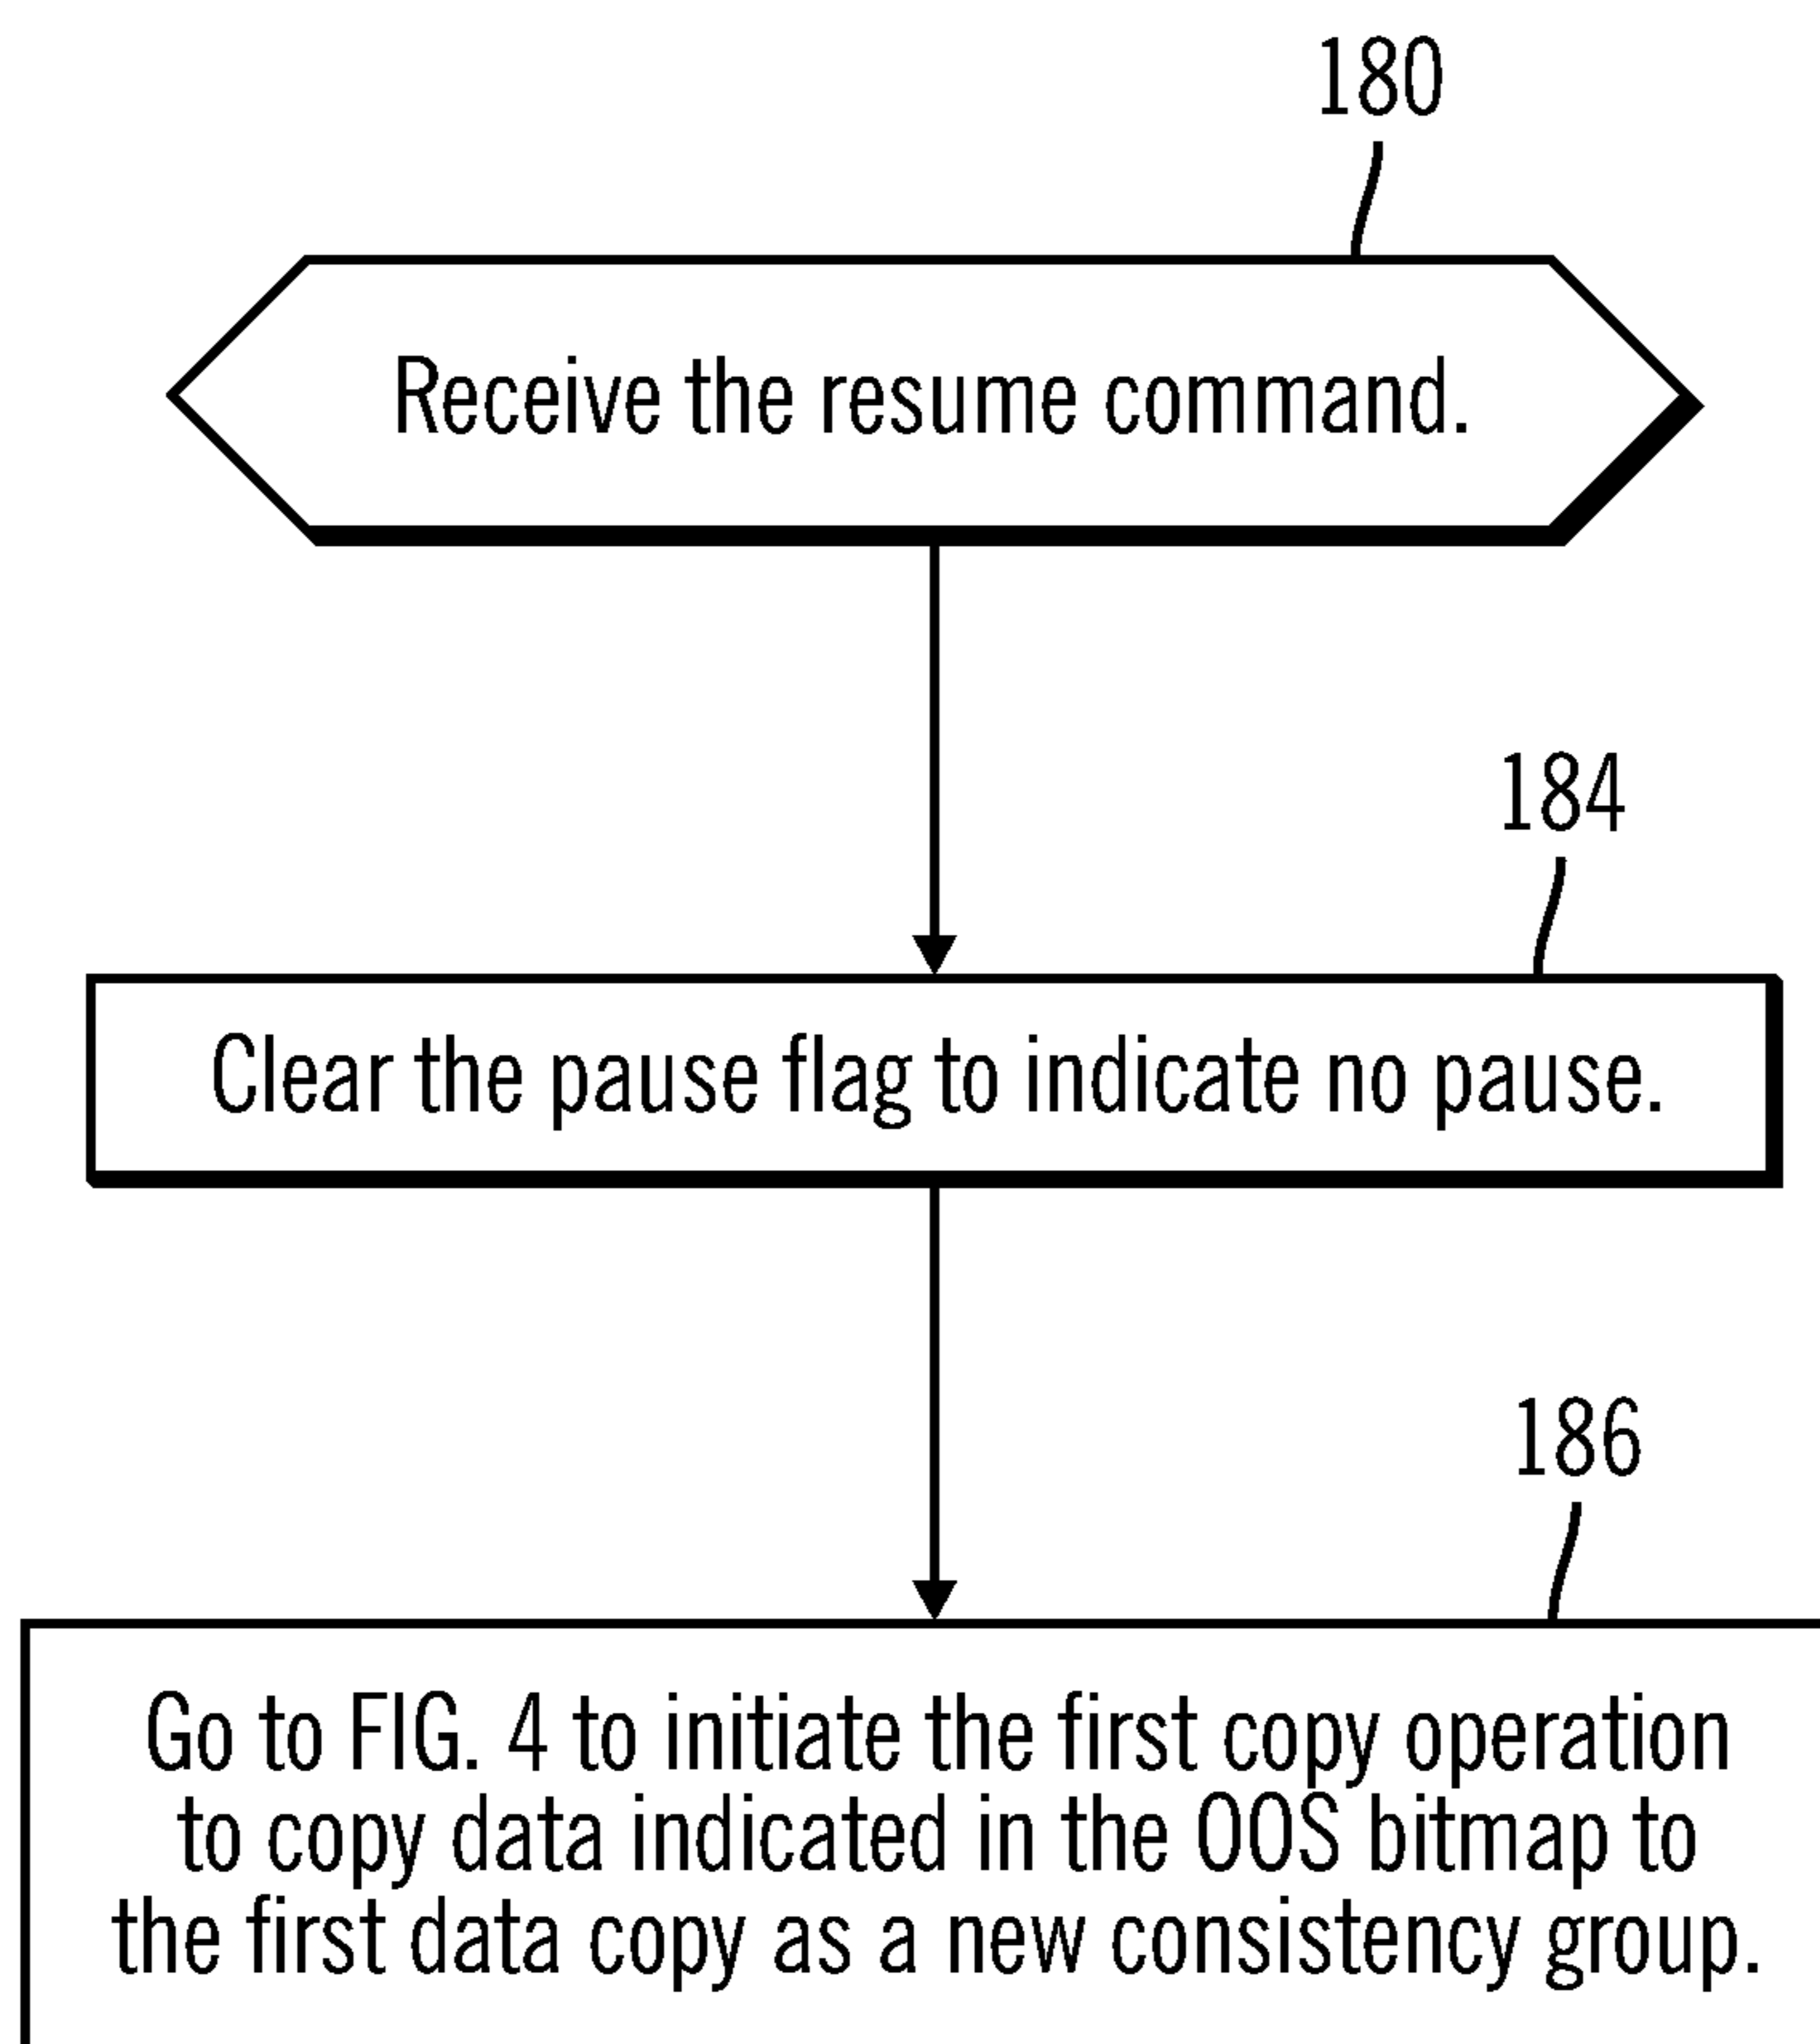 180
Receive the resume command.
184
Clear the pause flag to indicate no pause.
186
Go to FIG. 4 to initiate the first copy operation
to copy data indicated in the OOS bitmap to
the first data copy as a new consistency group.